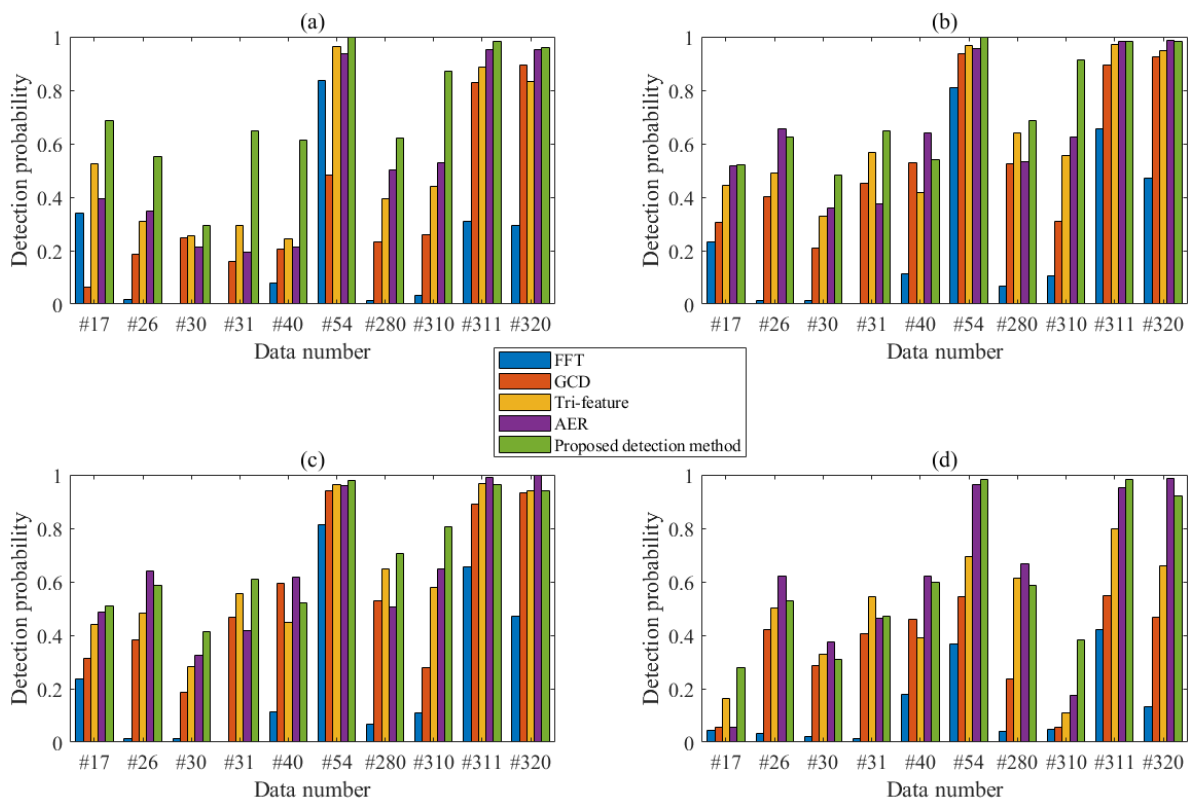 (a)
Detection probability
1
0.8
0.6
0.4
0.2
0
#17 #26 #30 #31 #40 #54 #280 #310 #311 #320
Data number
(b)
Detection probability
1
0.8
0.6
0.4
0.2
0
#17 #26 #30 #31 #40 #54 #280 #310 #311 #320
Data number
FFT
GCD
Tri-feature
AER
Proposed detection method
(c)
Detection probability
1
0.8
0.6
0.4
0.2
0
#17 #26 #30 #31 #40 #54 #280 #310 #311 #320
Data number
(d)
Detection probability
1
0.8
0.6
0.4
0.2
0
#17 #26 #30 #31 #40 #54 #280 #310 #311 #320
Data number